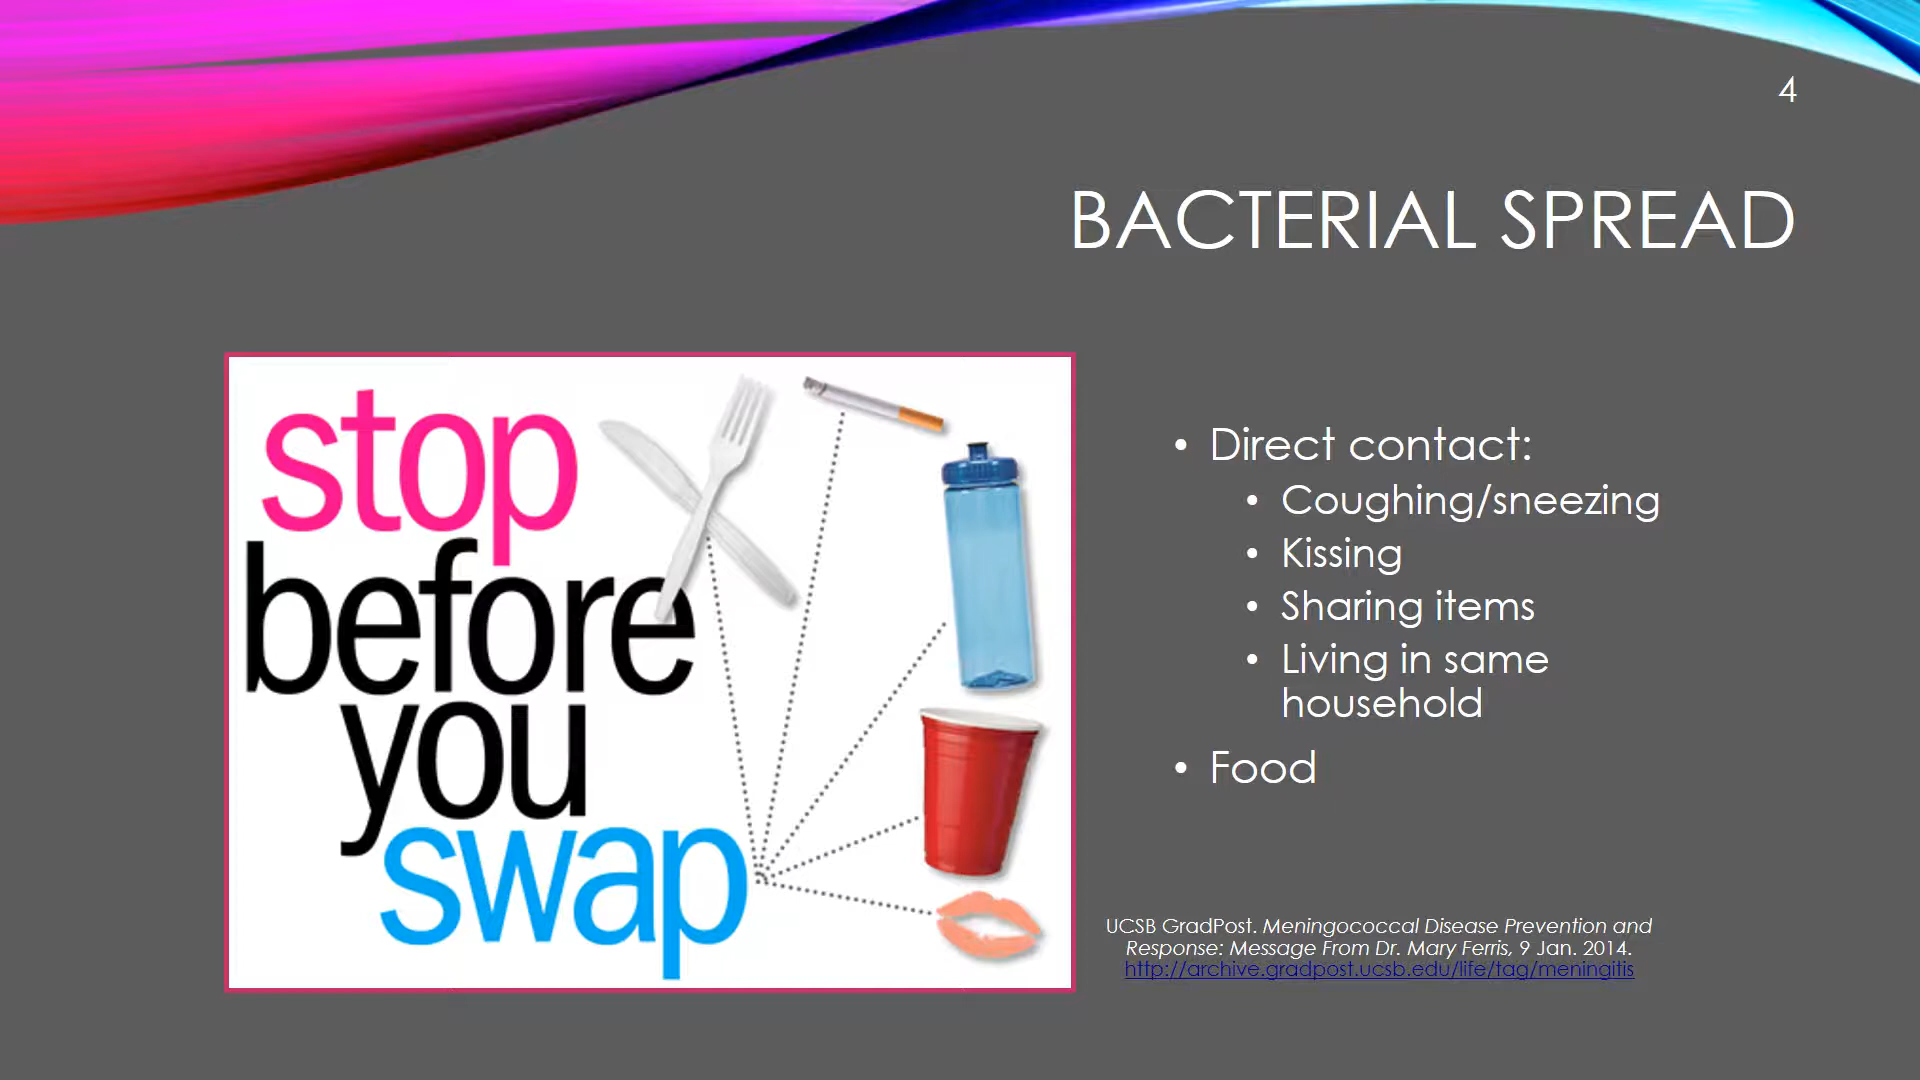 4
BACTERIAL SPREAD
stop
before
you
swap
• Direct contact:
• Coughing/sneezing
• Kissing
• Sharing items
• Living in same
household
• Food
UCSB GradPost. Meningococcal Disease Prevention and
Response: Message From Dr. Mary Ferris, 9 Jan. 2014.
http://archive.gradpost.ucsb.edu/life/tag/meningitis